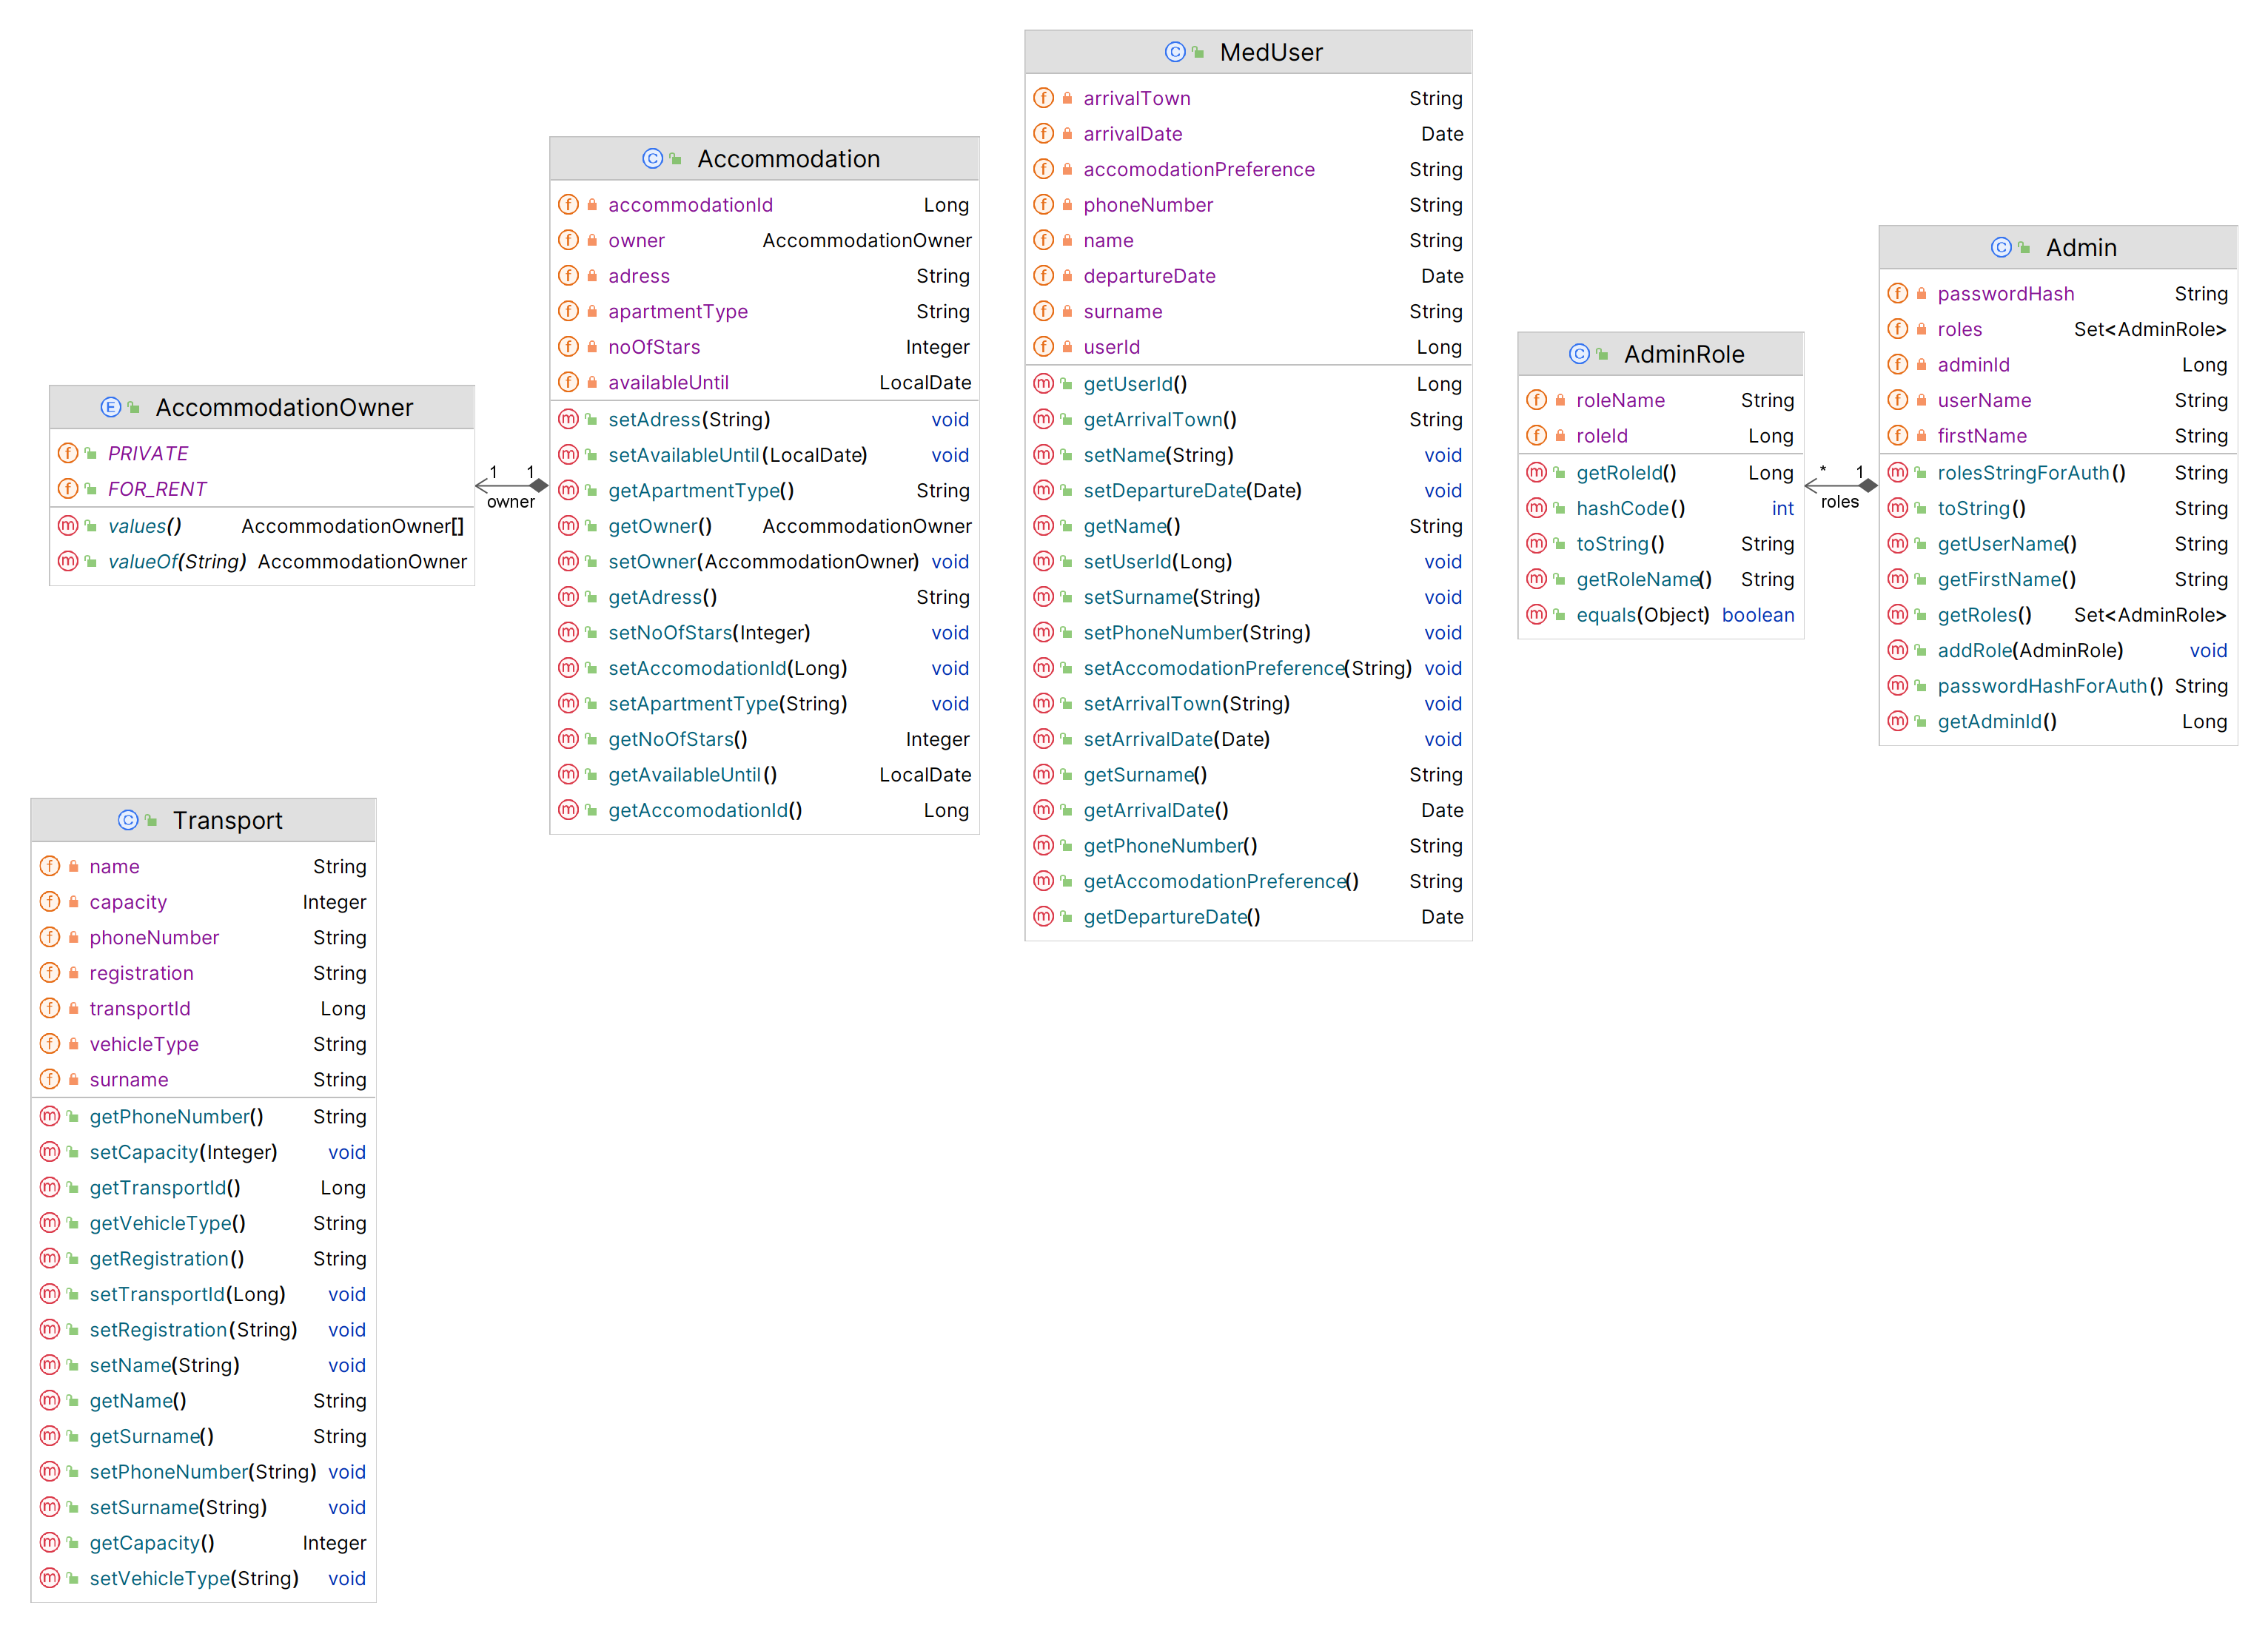 MedUser
arrivalTown String
arrivalDate Date
accomodationPreference String
phoneNumber String
name String
departureDate Date
surname String
userId Long
getUserId() Long
getArrivalTown() String
setName(String) void
setDepartureDate(Date) void
getName() String
setUserId(Long) void
setSurname(String) void
setPhoneNumber(String) void
setAccomodationPreference(String) void
setArrivalTown(String) void
setArrivalDate(Date) void
getSurname() String
getArrivalDate() Date
getPhoneNumber() String
getAccomodationPreference() String
getDepartureDate() Date
Accommodation
accommodationId Long
owner AccommodationOwner
adress String
apartmentType String
noOfStars Integer
availableUntil LocalDate
setAdress(String) void
setAvailableUntil(LocalDate) void
getApartmentType() String
getOwner() AccommodationOwner
setOwner(AccommodationOwner) void
getAdress() String
setNoOfStars(Integer) void
setAccomodationId(Long) void
setApartmentType(String) void
getNoOfStars() Integer
getAvailableUntil() LocalDate
getAccomodationId() Long
Admin
passwordHash String
roles Set<AdminRole>
adminId Long
userName String
firstName String
rolesStringForAuth() String
toString() String
getUserName() String
getFirstName() String
getRoles() Set<AdminRole>
addRole(AdminRole) void
passwordHashForAuth() String
getAdminId() Long
AdminRole
roleName String
roleId Long
getRoleId() Long
hashCode() int
toString() String
getRoleName() String
equals(Object) boolean
* 1
roles
AccommodationOwner
PRIVATE
FOR_RENT
values() AccommodationOwner[]
valueOf(String) AccommodationOwner
1 1
owner
Transport
name String
capacity Integer
phoneNumber String
registration String
transportId Long
vehicleType String
surname String
getPhoneNumber() String
setCapacity(Integer) void
getTransportId() Long
getVehicleType() String
getRegistration() String
setTransportId(Long) void
setRegistration(String) void
setName(String) void
getName() String
getSurname() String
setPhoneNumber(String) void
setSurname(String) void
getCapacity() Integer
setVehicleType(String) void